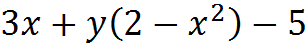 3x + y(2 − x²) − 5